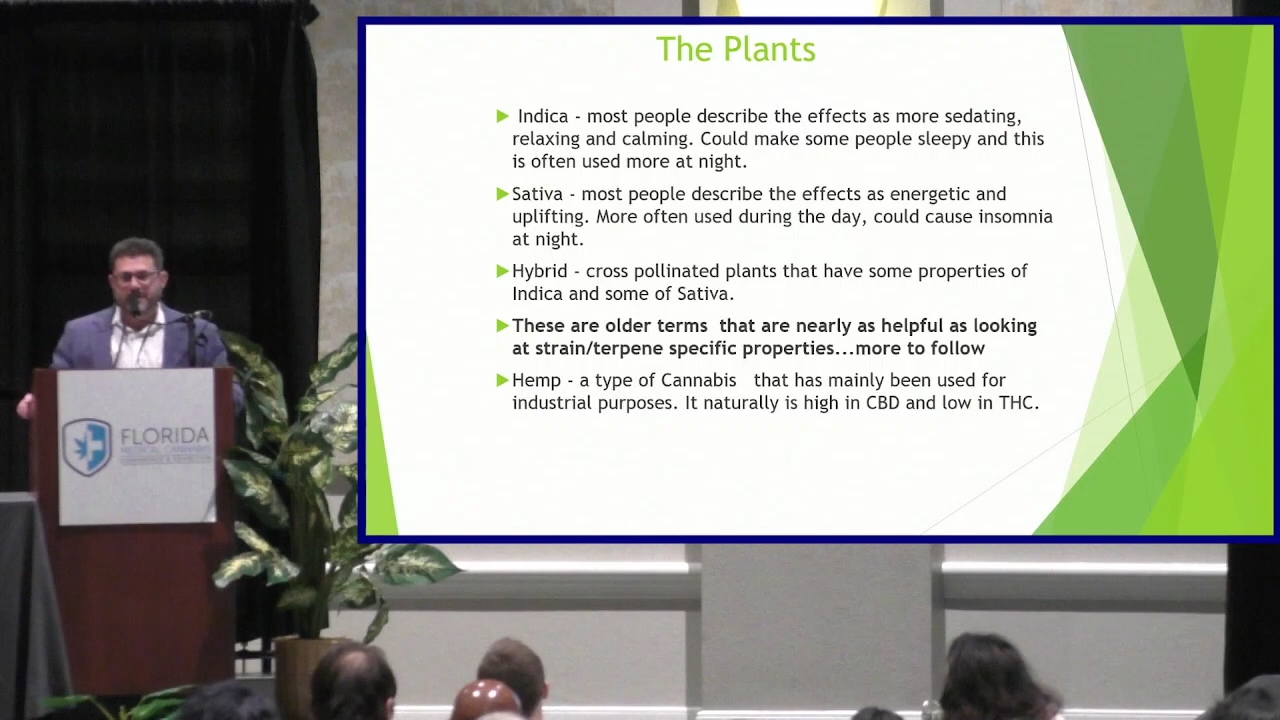 The Plants
Indica - most people describe the effects as more sedating,
relaxing and calming. Could make some people sleepy and this
is often used more at night.
Sativa - most people describe the effects as energetic and
uplifting. More often used during the day, could cause insomnia
at night.
Hybrid - cross pollinated plants that have some properties of
Indica and some of Sativa.
These are older terms that are nearly as helpful as looking
at strain/terpene specific properties...more to follow
Hemp - a type of Cannabis that has mainly been used for
industrial purposes. It naturally is high in CBD and low in THC.
FLORIDA
MEDICAL CANNABIS